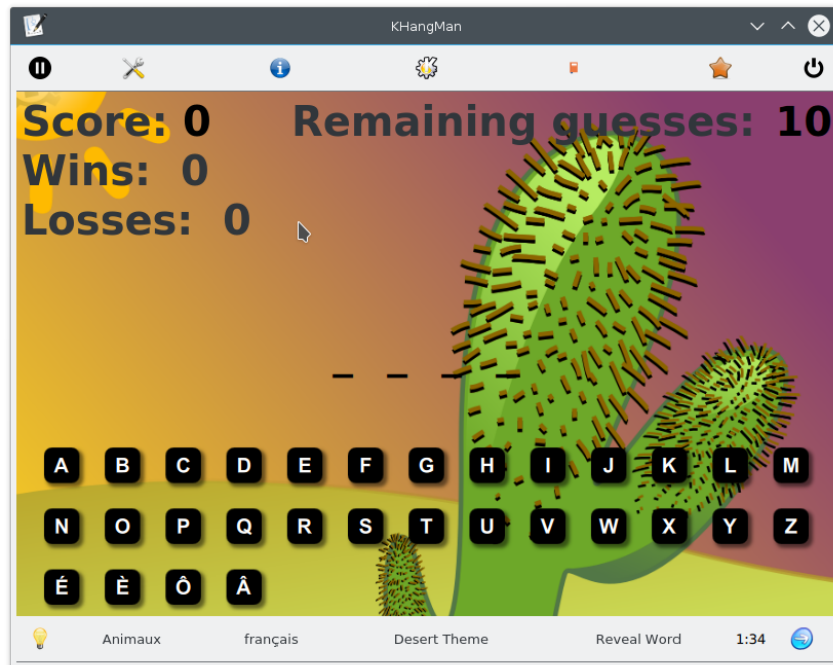 KHangMan
Score: 0 Remaining guesses: 10
Wins: 0
Losses: 0
_ _ _ _
A B C D E F G H I J K L M
N O P Q R S T U V W X Y Z
É È Ô Â
Animaux français Desert Theme Reveal Word 1:34